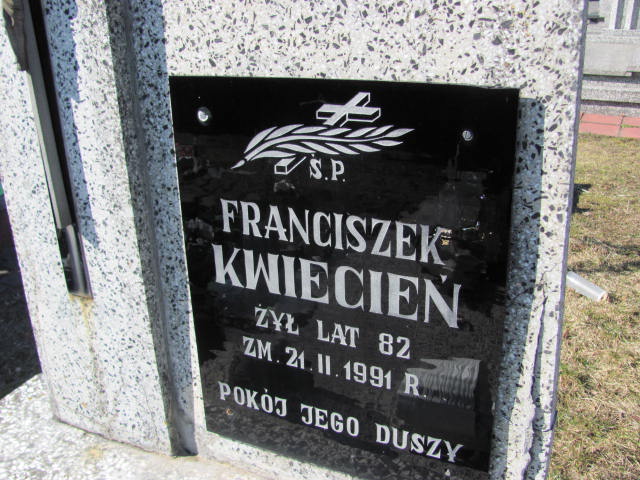 Ś.P.
FRANCISZEK
KWIECIEŃ
ŻYŁ LAT 82
ZM. 21. II. 1991 R.
POKÓJ JEGO DUSZY